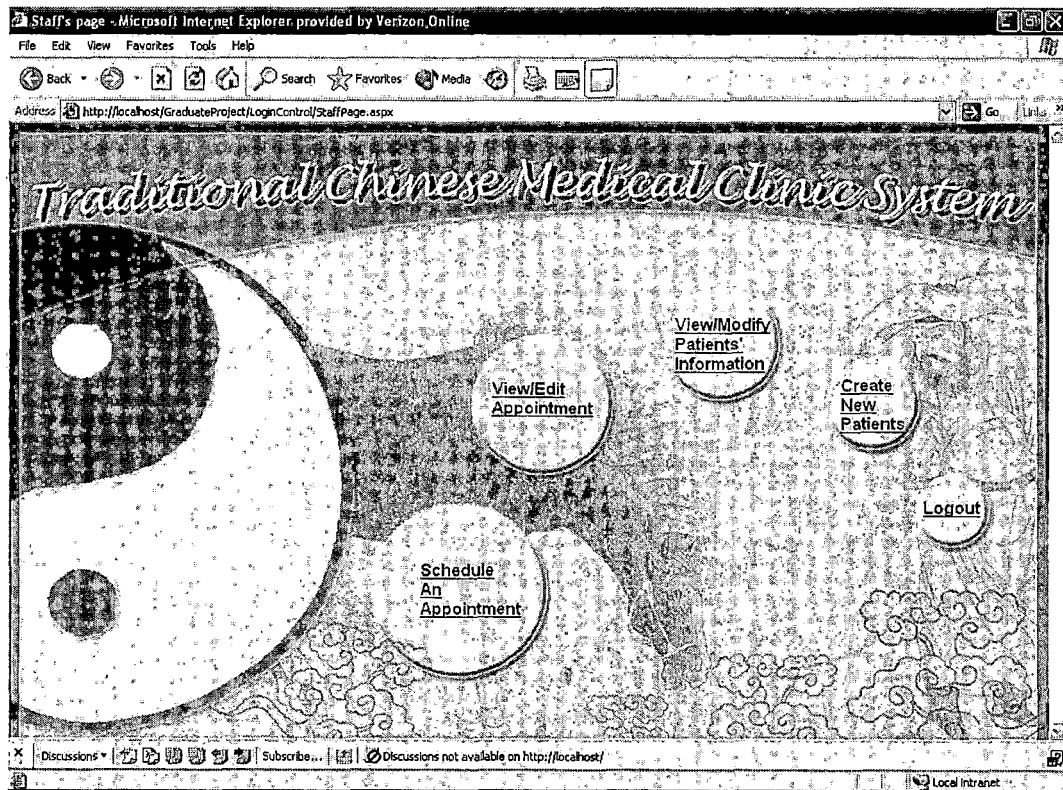 Staff's page - Microsoft Internet Explorer provided by Verizon Online
File Edit View Favorites Tools Help
Back Search Favorites Media
Address http://localhost/GraduateProject/LoginControl/StaffPage.aspx Go Links »
Traditional Chinese Medical Clinic System
View/Modify
Patients'
Information
View/Edit
Appointment
Create
New
Patients
Logout
Schedule
An
Appointment
Discussions Subscribe... Discussions not available on http://localhost/
Local intranet